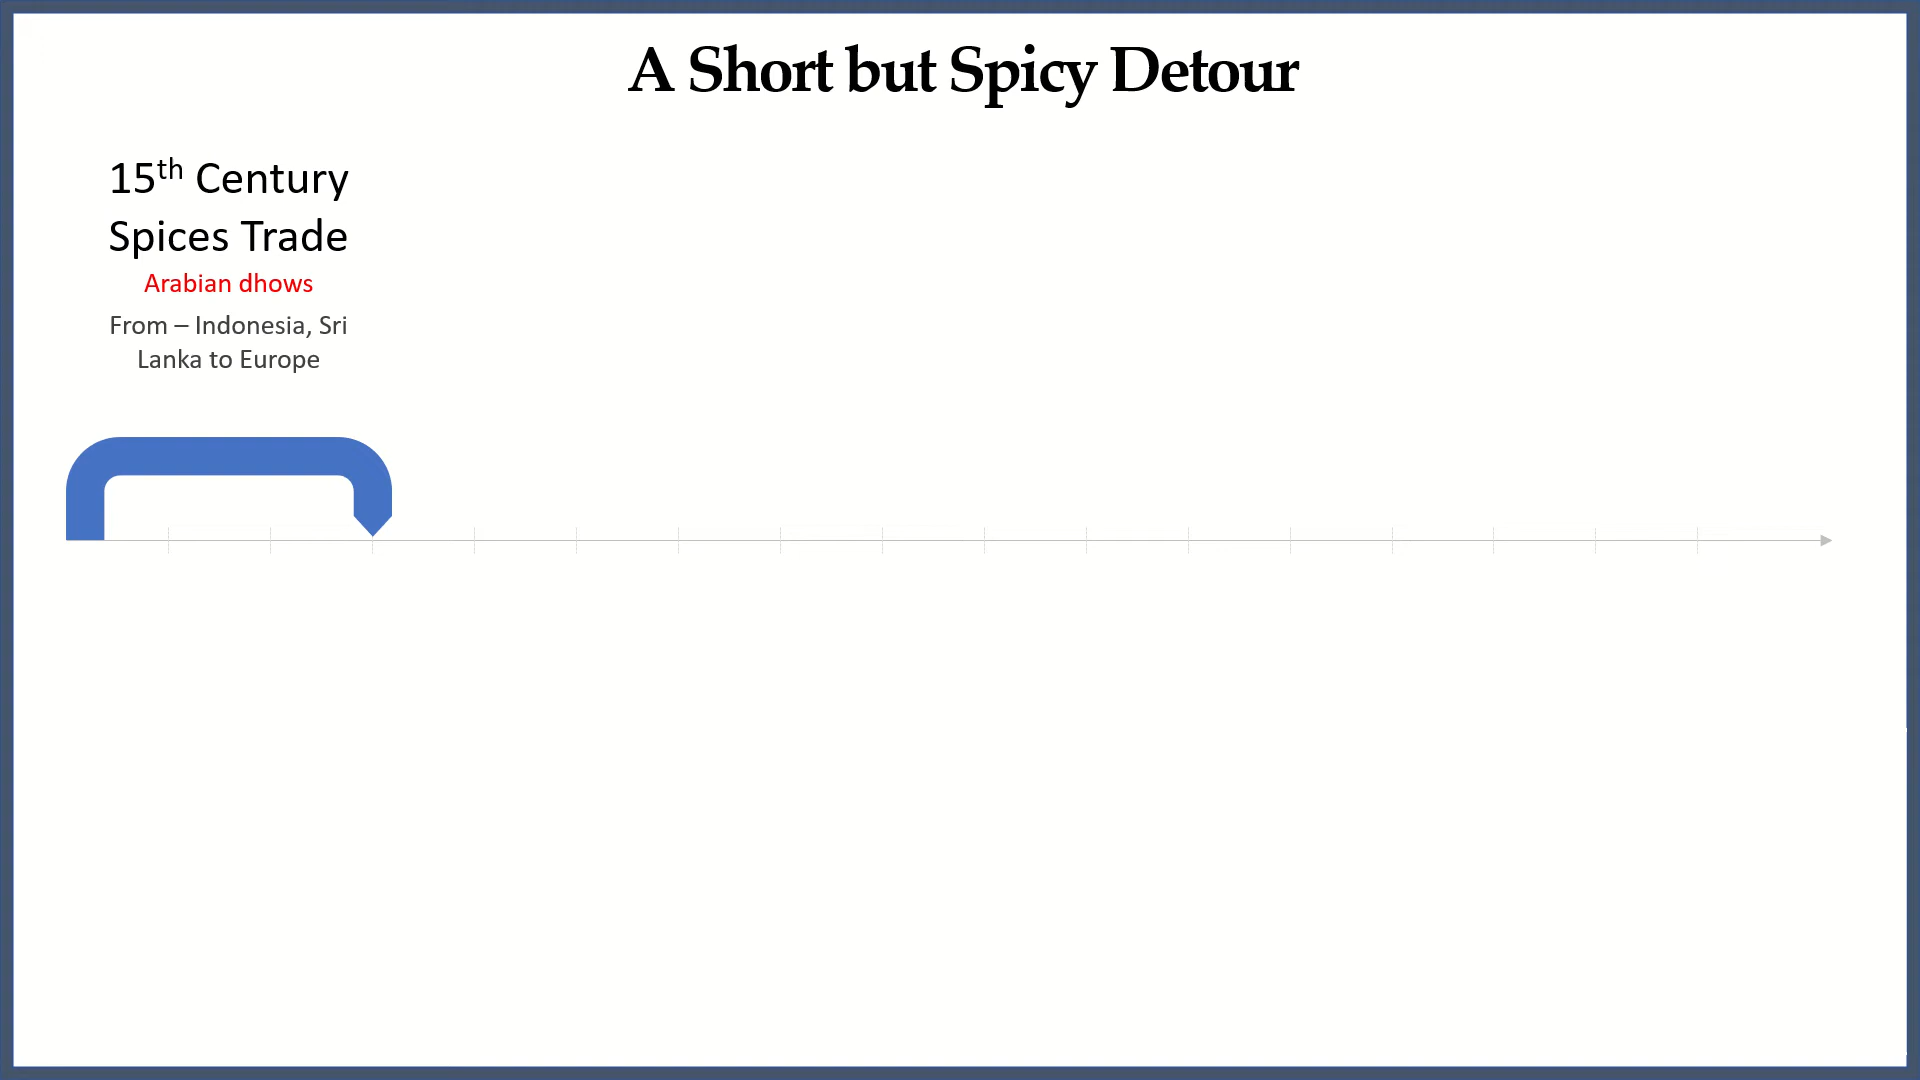 A Short but Spicy Detour
15th Century
Spices Trade
Arabian dhows
From – Indonesia, Sri
Lanka to Europe